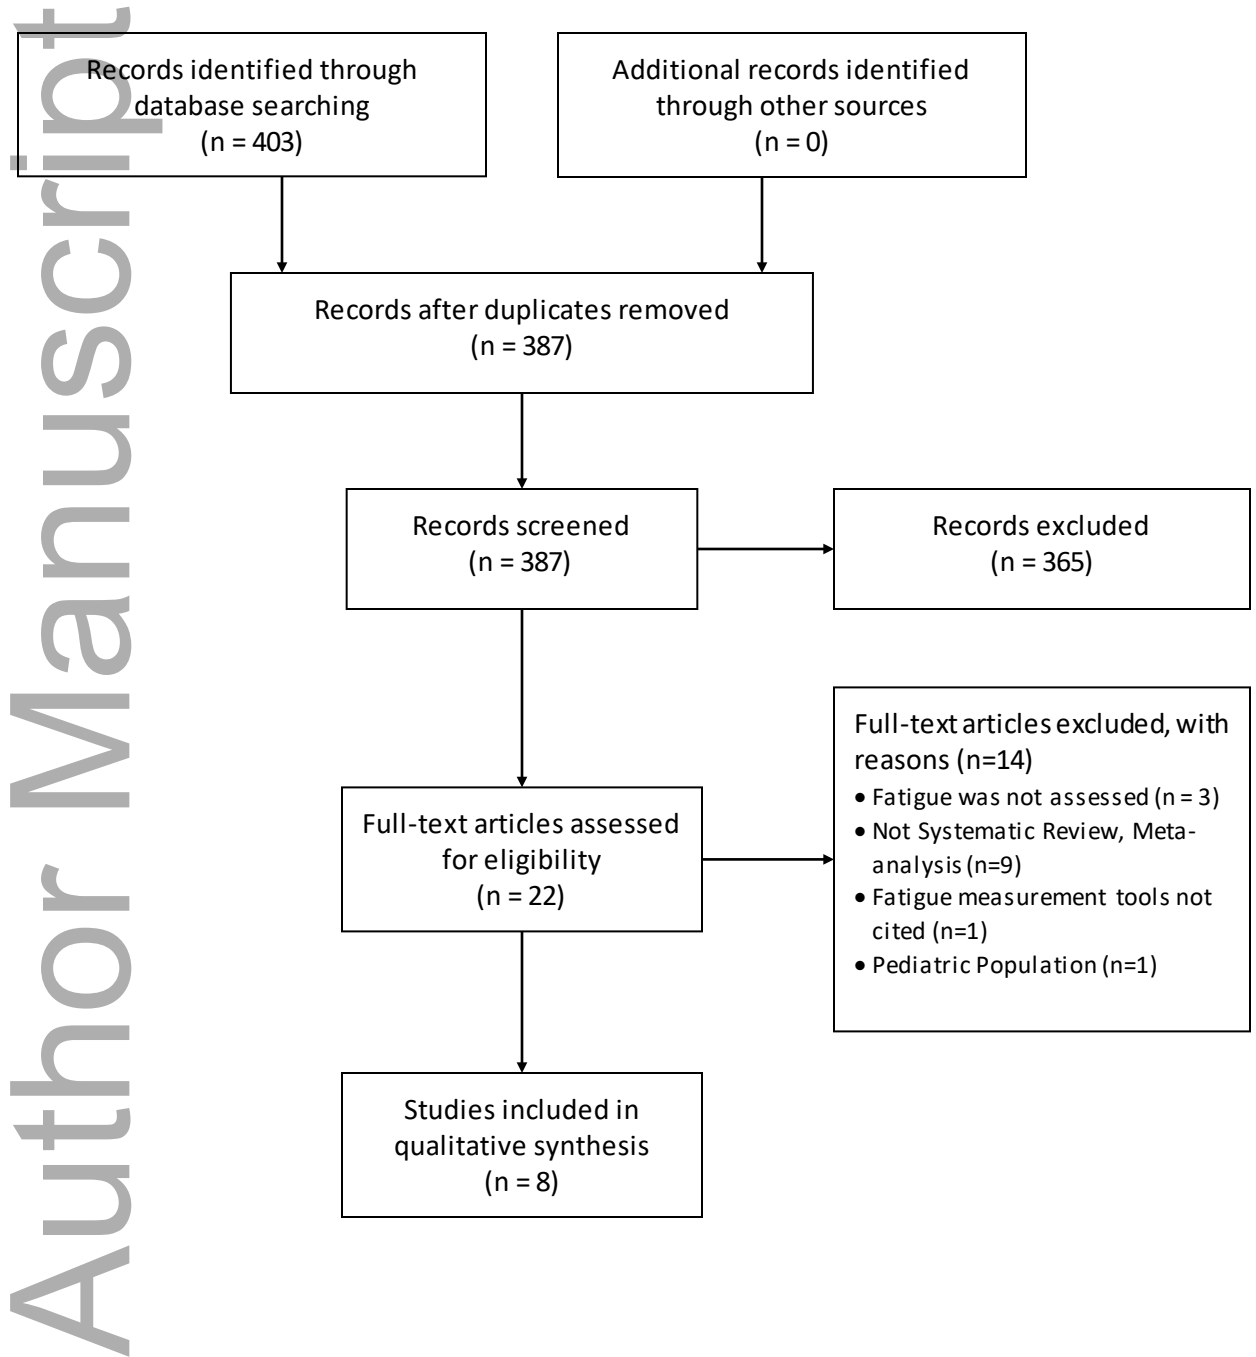 Author Manuscript
Records identified through
database searching
(n = 403)
Additional records identified
through other sources
(n = 0)
Records after duplicates removed
(n = 387)
Records screened
(n = 387)
Records excluded
(n = 365)
Full-text articles assessed
for eligibility
(n = 22)
Full-text articles excluded, with
reasons (n=14)
• Fatigue was not assessed (n = 3)
• Not Systematic Review, Meta-
analysis (n=9)
• Fatigue measurement tools not
cited (n=1)
• Pediatric Population (n=1)
Studies included in
qualitative synthesis
(n = 8)